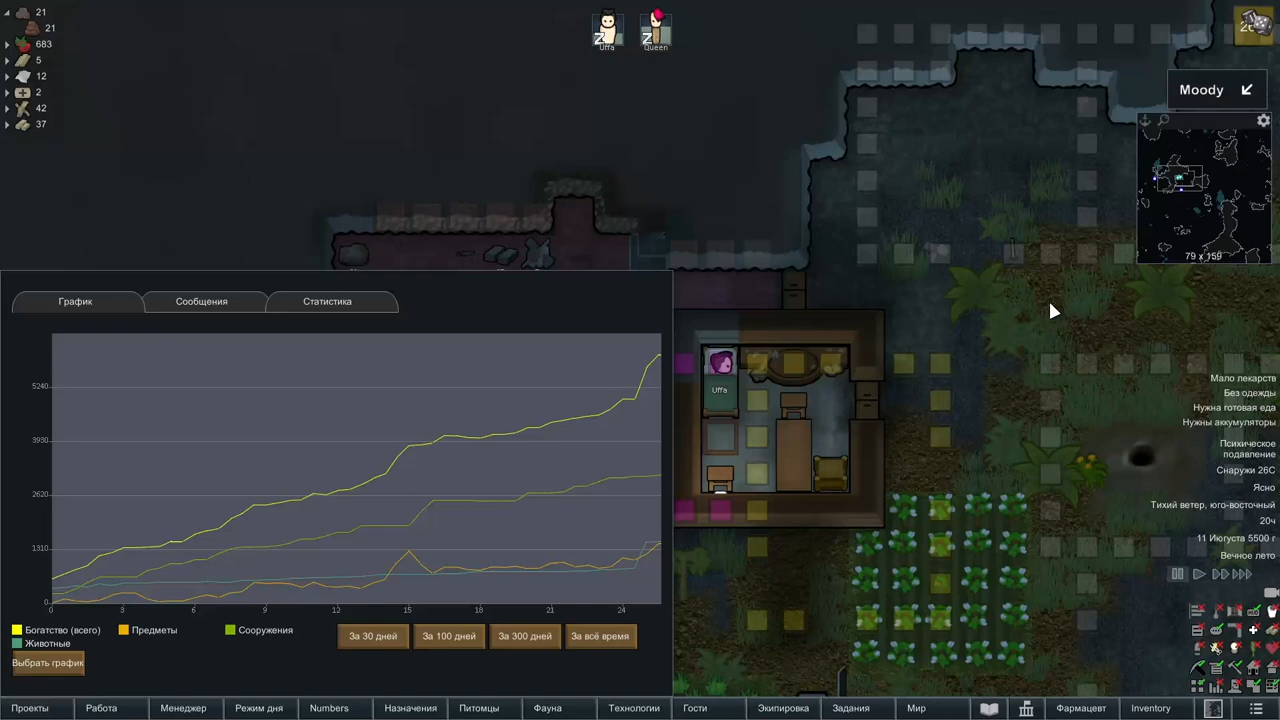 21
21
683
5
12
2
42
37
Z
Uffa
Z
Queen
Moody
79 x 159
График
Сообщения
Статистика
5240
3930
2620
1310
0
0
3
6
9
12
15
18
21
24
Богатство (всего)
Предметы
Сооружения
Животные
За 30 дней
За 100 дней
За 300 дней
За всё время
Выбрать график
Uffa
Мало лекарств
Без одежды
Нужна готовая еда
Нужны аккумуляторы
Психическое
подавление
Снаружи 26C
Ясно
Тихий ветер, юго-восточный
20ч
11 Июгуста 5500 г
Вечное лето
Проекты
Работа
Менеджер
Режим дня
Numbers
Назначения
Питомцы
Фауна
Технологии
Гости
Экипировка
Задания
Мир
Фармацевт
Inventory